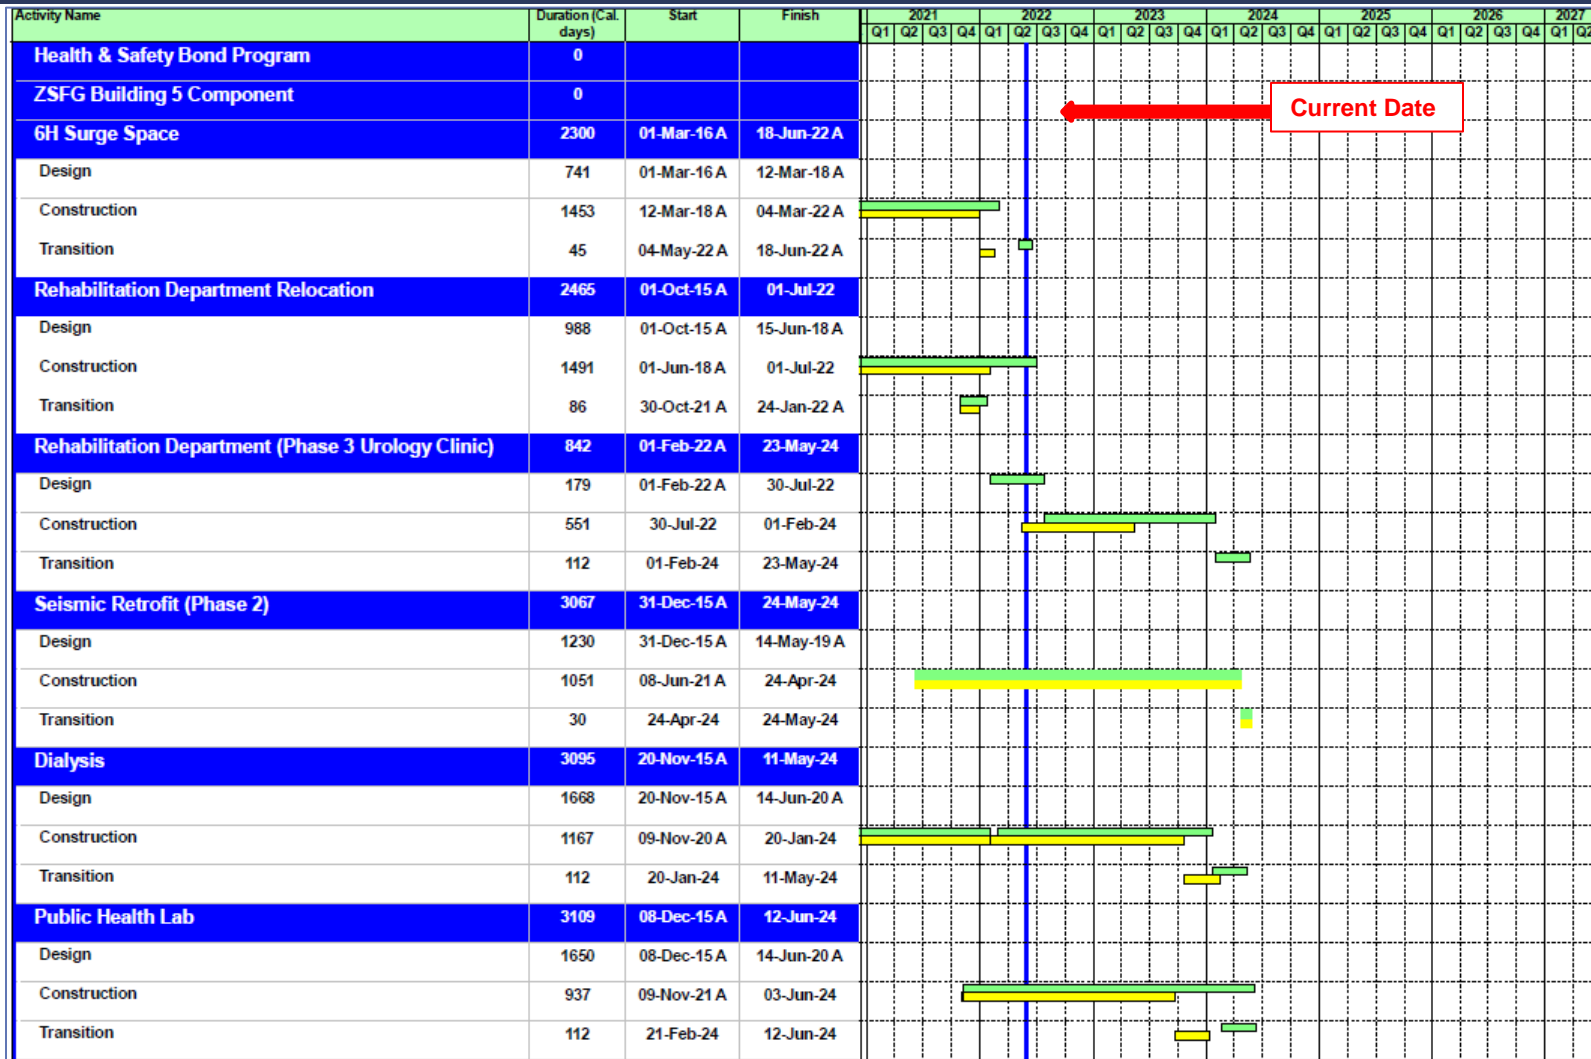 Activity Name Duration (Cal. days) Start Finish 2021 2022 2023 2024 2025 2026 2027
Q1 Q2 Q3 Q4 Q1 Q2 Q3 Q4 Q1 Q2 Q3 Q4 Q1 Q2 Q3 Q4 Q1 Q2 Q3 Q4 Q1 Q2 Q3 Q4 Q1 Q2
Health & Safety Bond Program 0
ZSFG Building 5 Component 0
Current Date
6H Surge Space 2300 01-Mar-16 A 18-Jun-22 A
Design 741 01-Mar-16 A 12-Mar-18 A
Construction 1453 12-Mar-18 A 04-Mar-22 A
Transition 45 04-May-22 A 18-Jun-22 A
Rehabilitation Department Relocation 2465 01-Oct-15 A 01-Jul-22
Design 988 01-Oct-15 A 15-Jun-18 A
Construction 1491 01-Jun-18 A 01-Jul-22
Transition 86 30-Oct-21 A 24-Jan-22 A
Rehabilitation Department (Phase 3 Urology Clinic) 842 01-Feb-22 A 23-May-24
Design 179 01-Feb-22 A 30-Jul-22
Construction 551 30-Jul-22 01-Feb-24
Transition 112 01-Feb-24 23-May-24
Seismic Retrofit (Phase 2) 3067 31-Dec-15 A 24-May-24
Design 1230 31-Dec-15 A 14-May-19 A
Construction 1051 08-Jun-21 A 24-Apr-24
Transition 30 24-Apr-24 24-May-24
Dialysis 3095 20-Nov-15 A 11-May-24
Design 1668 20-Nov-15 A 14-Jun-20 A
Construction 1167 09-Nov-20 A 20-Jan-24
Transition 112 20-Jan-24 11-May-24
Public Health Lab 3109 08-Dec-15 A 12-Jun-24
Design 1650 08-Dec-15 A 14-Jun-20 A
Construction 937 09-Nov-21 A 03-Jun-24
Transition 112 21-Feb-24 12-Jun-24